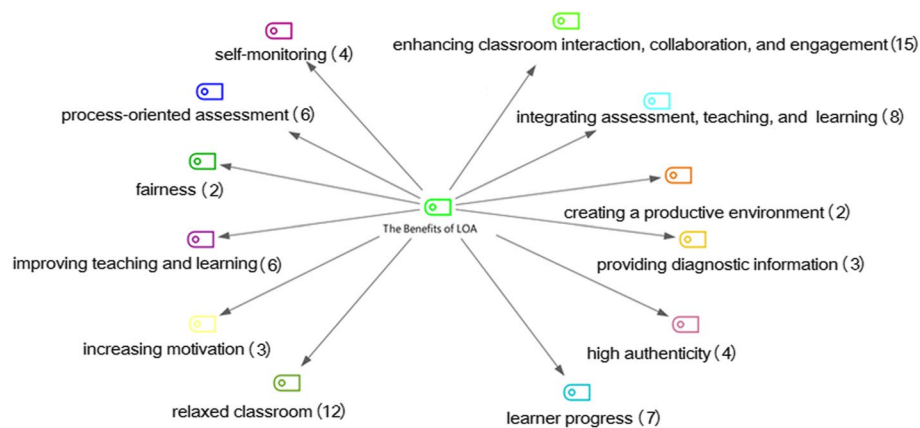 self-monitoring (4)
enhancing classroom interaction, collaboration, and engagement (15)
process-oriented assessment (6)
integrating assessment, teaching, and learning (8)
fairness (2)
creating a productive environment (2)
The Benefits of LOA
improving teaching and learning (6)
providing diagnostic information (3)
increasing motivation (3)
high authenticity (4)
relaxed classroom (12)
learner progress (7)